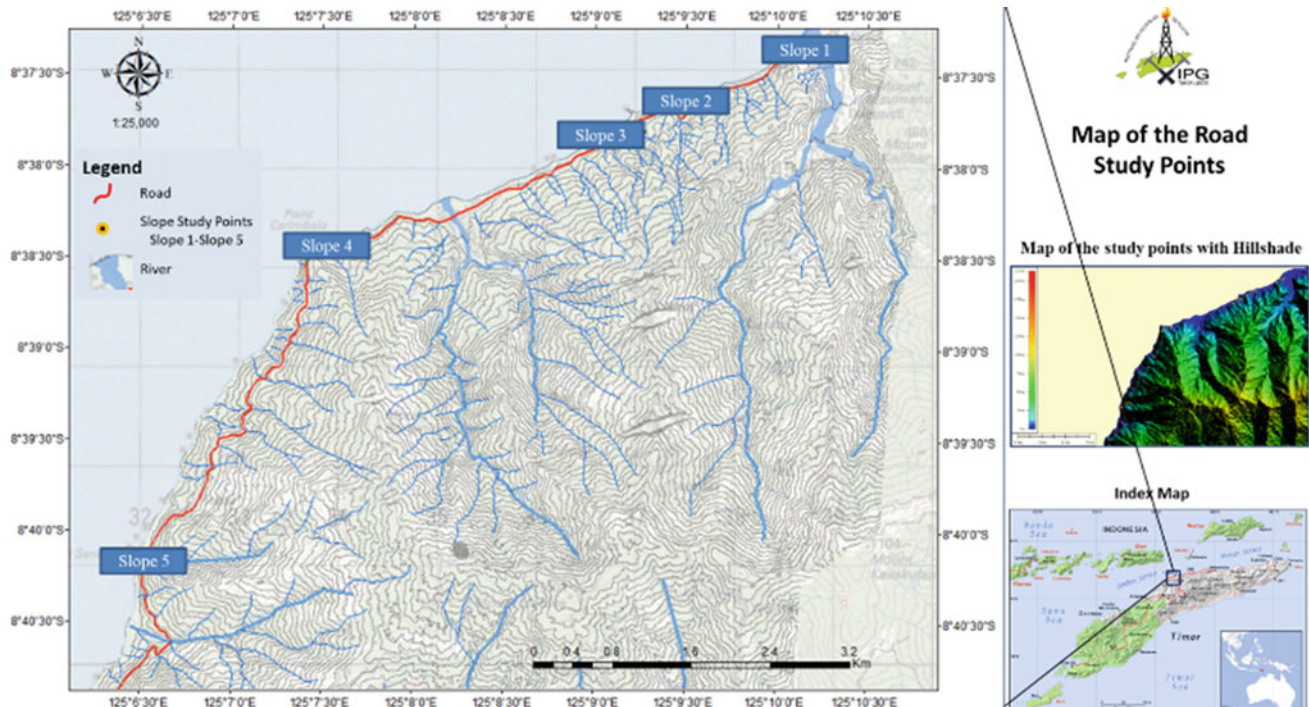 125°6'30"E 125°7'0"E 125°7'30"E 125°8'0"E 125°8'30"E 125°9'0"E 125°9'30"E 125°10'0"E 125°10'30"E
N
W E
S
1:25,000
Legend
Road
Slope Study Points
Slope 1-Slope 5
River
Slope 1
Slope 2
Slope 3
Slope 4
Slope 5
Point
32
8°37'30"S
8°38'0"S
8°38'30"S
8°39'0"S
8°39'30"S
8°40'0"S
8°40'30"S
8°37'30"S
8°38'0"S
8°38'30"S
8°39'0"S
8°39'30"S
8°40'0"S
8°40'30"S
0 0.4 0.8 1.6 2.4 3.2
Km
125°6'30"E 125°7'0"E 125°7'30"E 125°8'0"E 125°8'30"E 125°9'0"E 125°9'30"E 125°10'0"E 125°10'30"E
IPG
Map of the Road
Study Points
Map of the study points with Hillshade
Index Map
INDONESIA
Banda
Sea
Savu
Sea
Timor
Timor
Sea